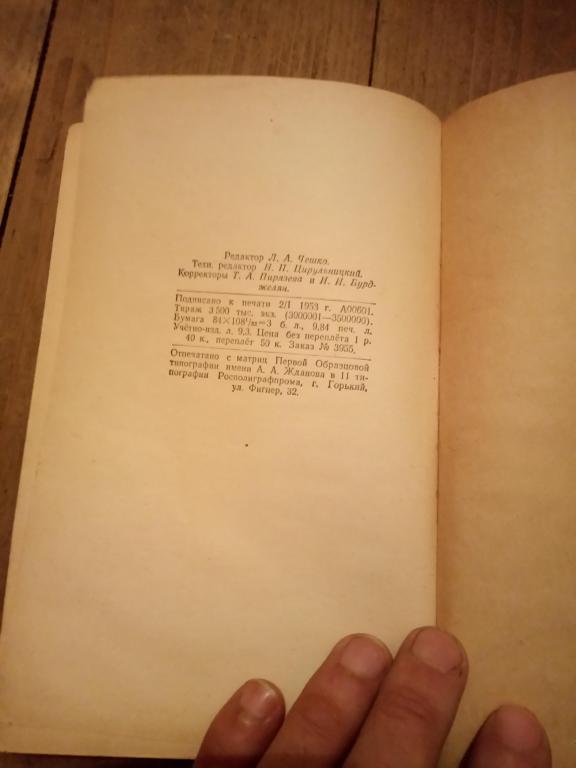 Редактор Л. А. Чешко.
Техн. редактор Н. П. Цирульницкий.
Корректоры Т. А. Пирязева и И. И. Бурд-
желян.
Подписано к печати 2/I 1953 г. А00601.
Тираж 3 500 тыс. экз. (3000001—3500000).
Бумага 84×108¹/₃₂=3 б. л., 9,84 печ. л.
Учётно-изд. л. 9,3. Цена без переплёта 1 р.
40 к., переплёт 50 к. Заказ № 3955.
Отпечатано с матриц Первой Образцовой
типографии имени А. А. Жданова в 11 ти-
пографии Росполиграфпрома, г. Горький,
ул. Фигнер, 32.